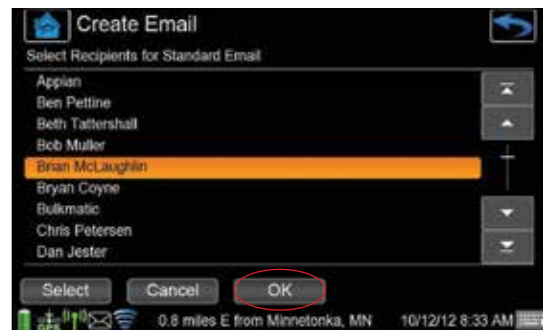 Create Email
Select Recipients for Standard Email
Appian
Ben Pettine
Beth Tattershall
Bob Muller
Brian McLaughlin
Bryan Coyne
Bulkmatic
Chris Petersen
Dan Jester
Select Cancel OK
GPS 0.8 miles E from Minnetonka, MN 10/12/12 8:33 AM